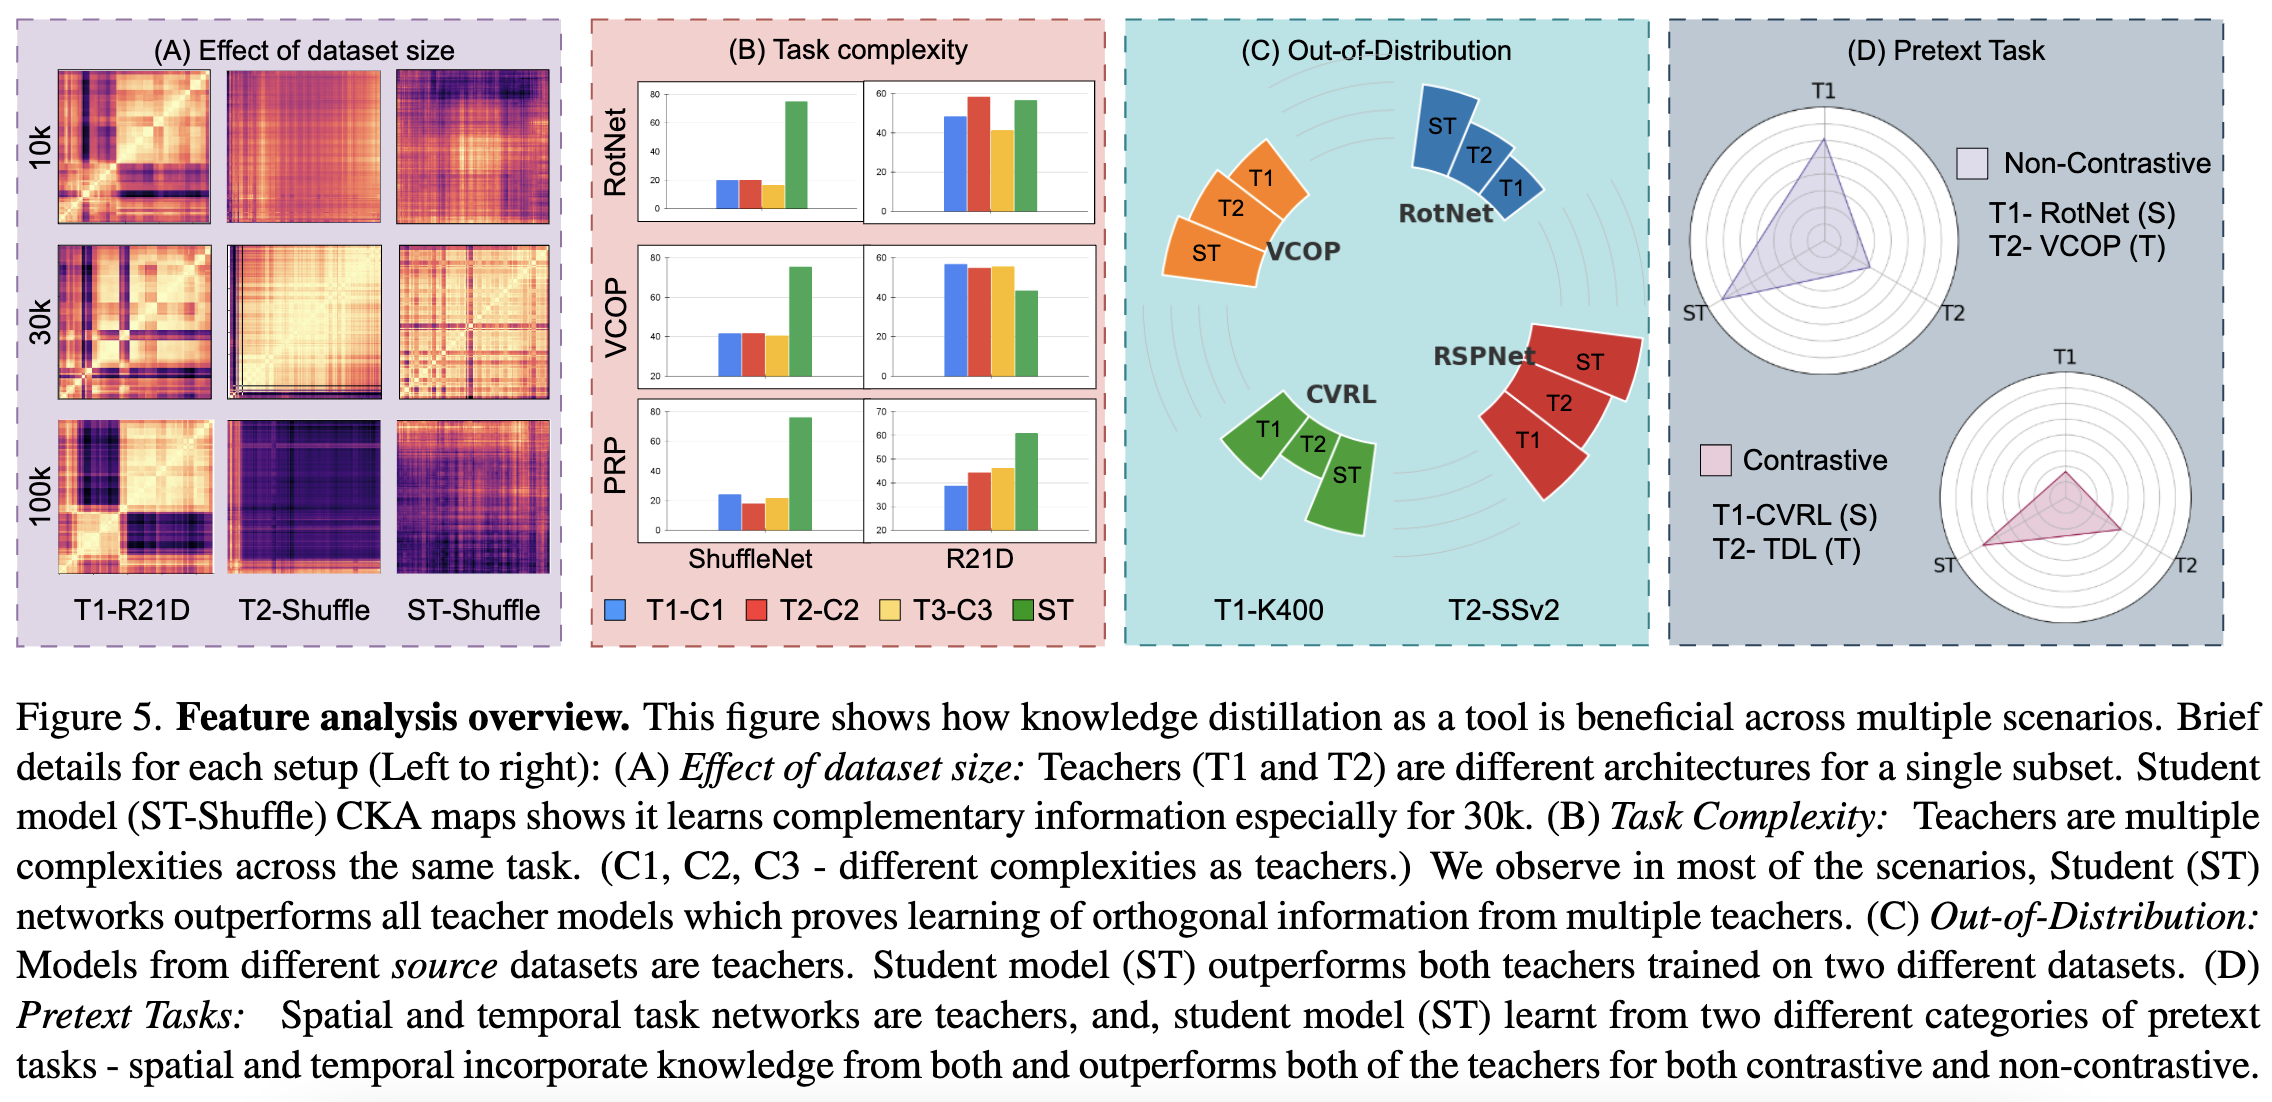 (A) Effect of dataset size
10k
30k
100k
T1-R21D T2-Shuffle ST-Shuffle
(B) Task complexity
RotNet
80
60
40
20
0
60
40
20
0
VCOP
80
60
40
20
60
40
20
0
PRP
80
60
40
20
0
70
60
50
40
30
20
ShuffleNet R21D
T1-C1 T2-C2 T3-C3 ST
(C) Out-of-Distribution
ST
T2
T1
RotNet
T1
T2
ST
VCOP
RSPNet
ST
T2
T1
CVRL
T1
T2
ST
T1-K400 T2-SSv2
(D) Pretext Task
T1
ST
T2
Non-Contrastive
T1- RotNet (S)
T2- VCOP (T)
T1
ST
T2
Contrastive
T1-CVRL (S)
T2- TDL (T)
Figure 5. Feature analysis overview. This figure shows how knowledge distillation as a tool is beneficial across multiple scenarios. Brief
details for each setup (Left to right): (A) Effect of dataset size: Teachers (T1 and T2) are different architectures for a single subset. Student
model (ST-Shuffle) CKA maps shows it learns complementary information especially for 30k. (B) Task Complexity: Teachers are multiple
complexities across the same task. (C1, C2, C3 - different complexities as teachers.) We observe in most of the scenarios, Student (ST)
networks outperforms all teacher models which proves learning of orthogonal information from multiple teachers. (C) Out-of-Distribution:
Models from different source datasets are teachers. Student model (ST) outperforms both teachers trained on two different datasets. (D)
Pretext Tasks: Spatial and temporal task networks are teachers, and, student model (ST) learnt from two different categories of pretext
tasks - spatial and temporal incorporate knowledge from both and outperforms both of the teachers for both contrastive and non-contrastive.